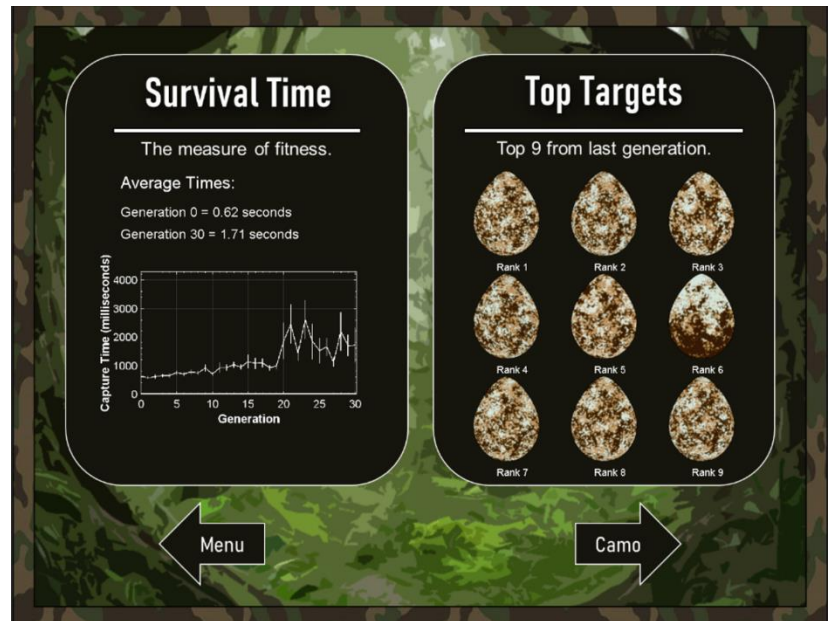 Survival Time
The measure of fitness.
Average Times:
Generation 0 = 0.62 seconds
Generation 30 = 1.71 seconds
Capture Time (milliseconds)
4000
3000
2000
1000
0
0 5 10 15 20 25 30
Generation
Top Targets
Top 9 from last generation.
Rank 1 Rank 2 Rank 3
Rank 4 Rank 5 Rank 6
Rank 7 Rank 8 Rank 9
Menu
Camo